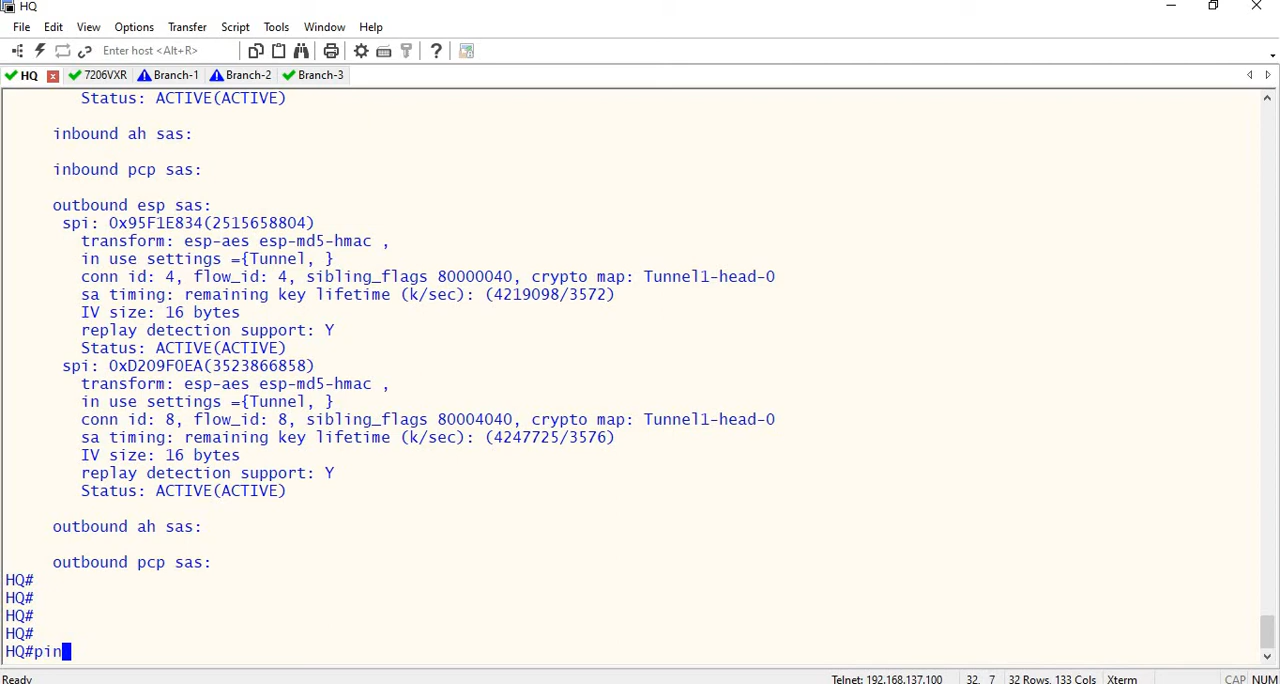 HQ
File Edit View Options Transfer Script Tools Window Help
Enter host <Alt+R>
HQ 7206VXR Branch-1 Branch-2 Branch-3
Status: ACTIVE(ACTIVE)
inbound ah sas:
inbound pcp sas:
outbound esp sas:
spi: 0x95F1E834(2515658804)
transform: esp-aes esp-md5-hmac ,
in use settings ={Tunnel, }
conn id: 4, flow_id: 4, sibling_flags 80000040, crypto map: Tunnel1-head-0
sa timing: remaining key lifetime (k/sec): (4219098/3572)
IV size: 16 bytes
replay detection support: Y
Status: ACTIVE(ACTIVE)
spi: 0xD209F0EA(3523866858)
transform: esp-aes esp-md5-hmac ,
in use settings ={Tunnel, }
conn id: 8, flow_id: 8, sibling_flags 80004040, crypto map: Tunnel1-head-0
sa timing: remaining key lifetime (k/sec): (4247725/3576)
IV size: 16 bytes
replay detection support: Y
Status: ACTIVE(ACTIVE)
outbound ah sas:
outbound pcp sas:
HQ#
HQ#
HQ#
HQ#
HQ#pin
Ready Telnet: 192.168.137.100 32, 7 32 Rows, 133 Cols Xterm CAP NUM